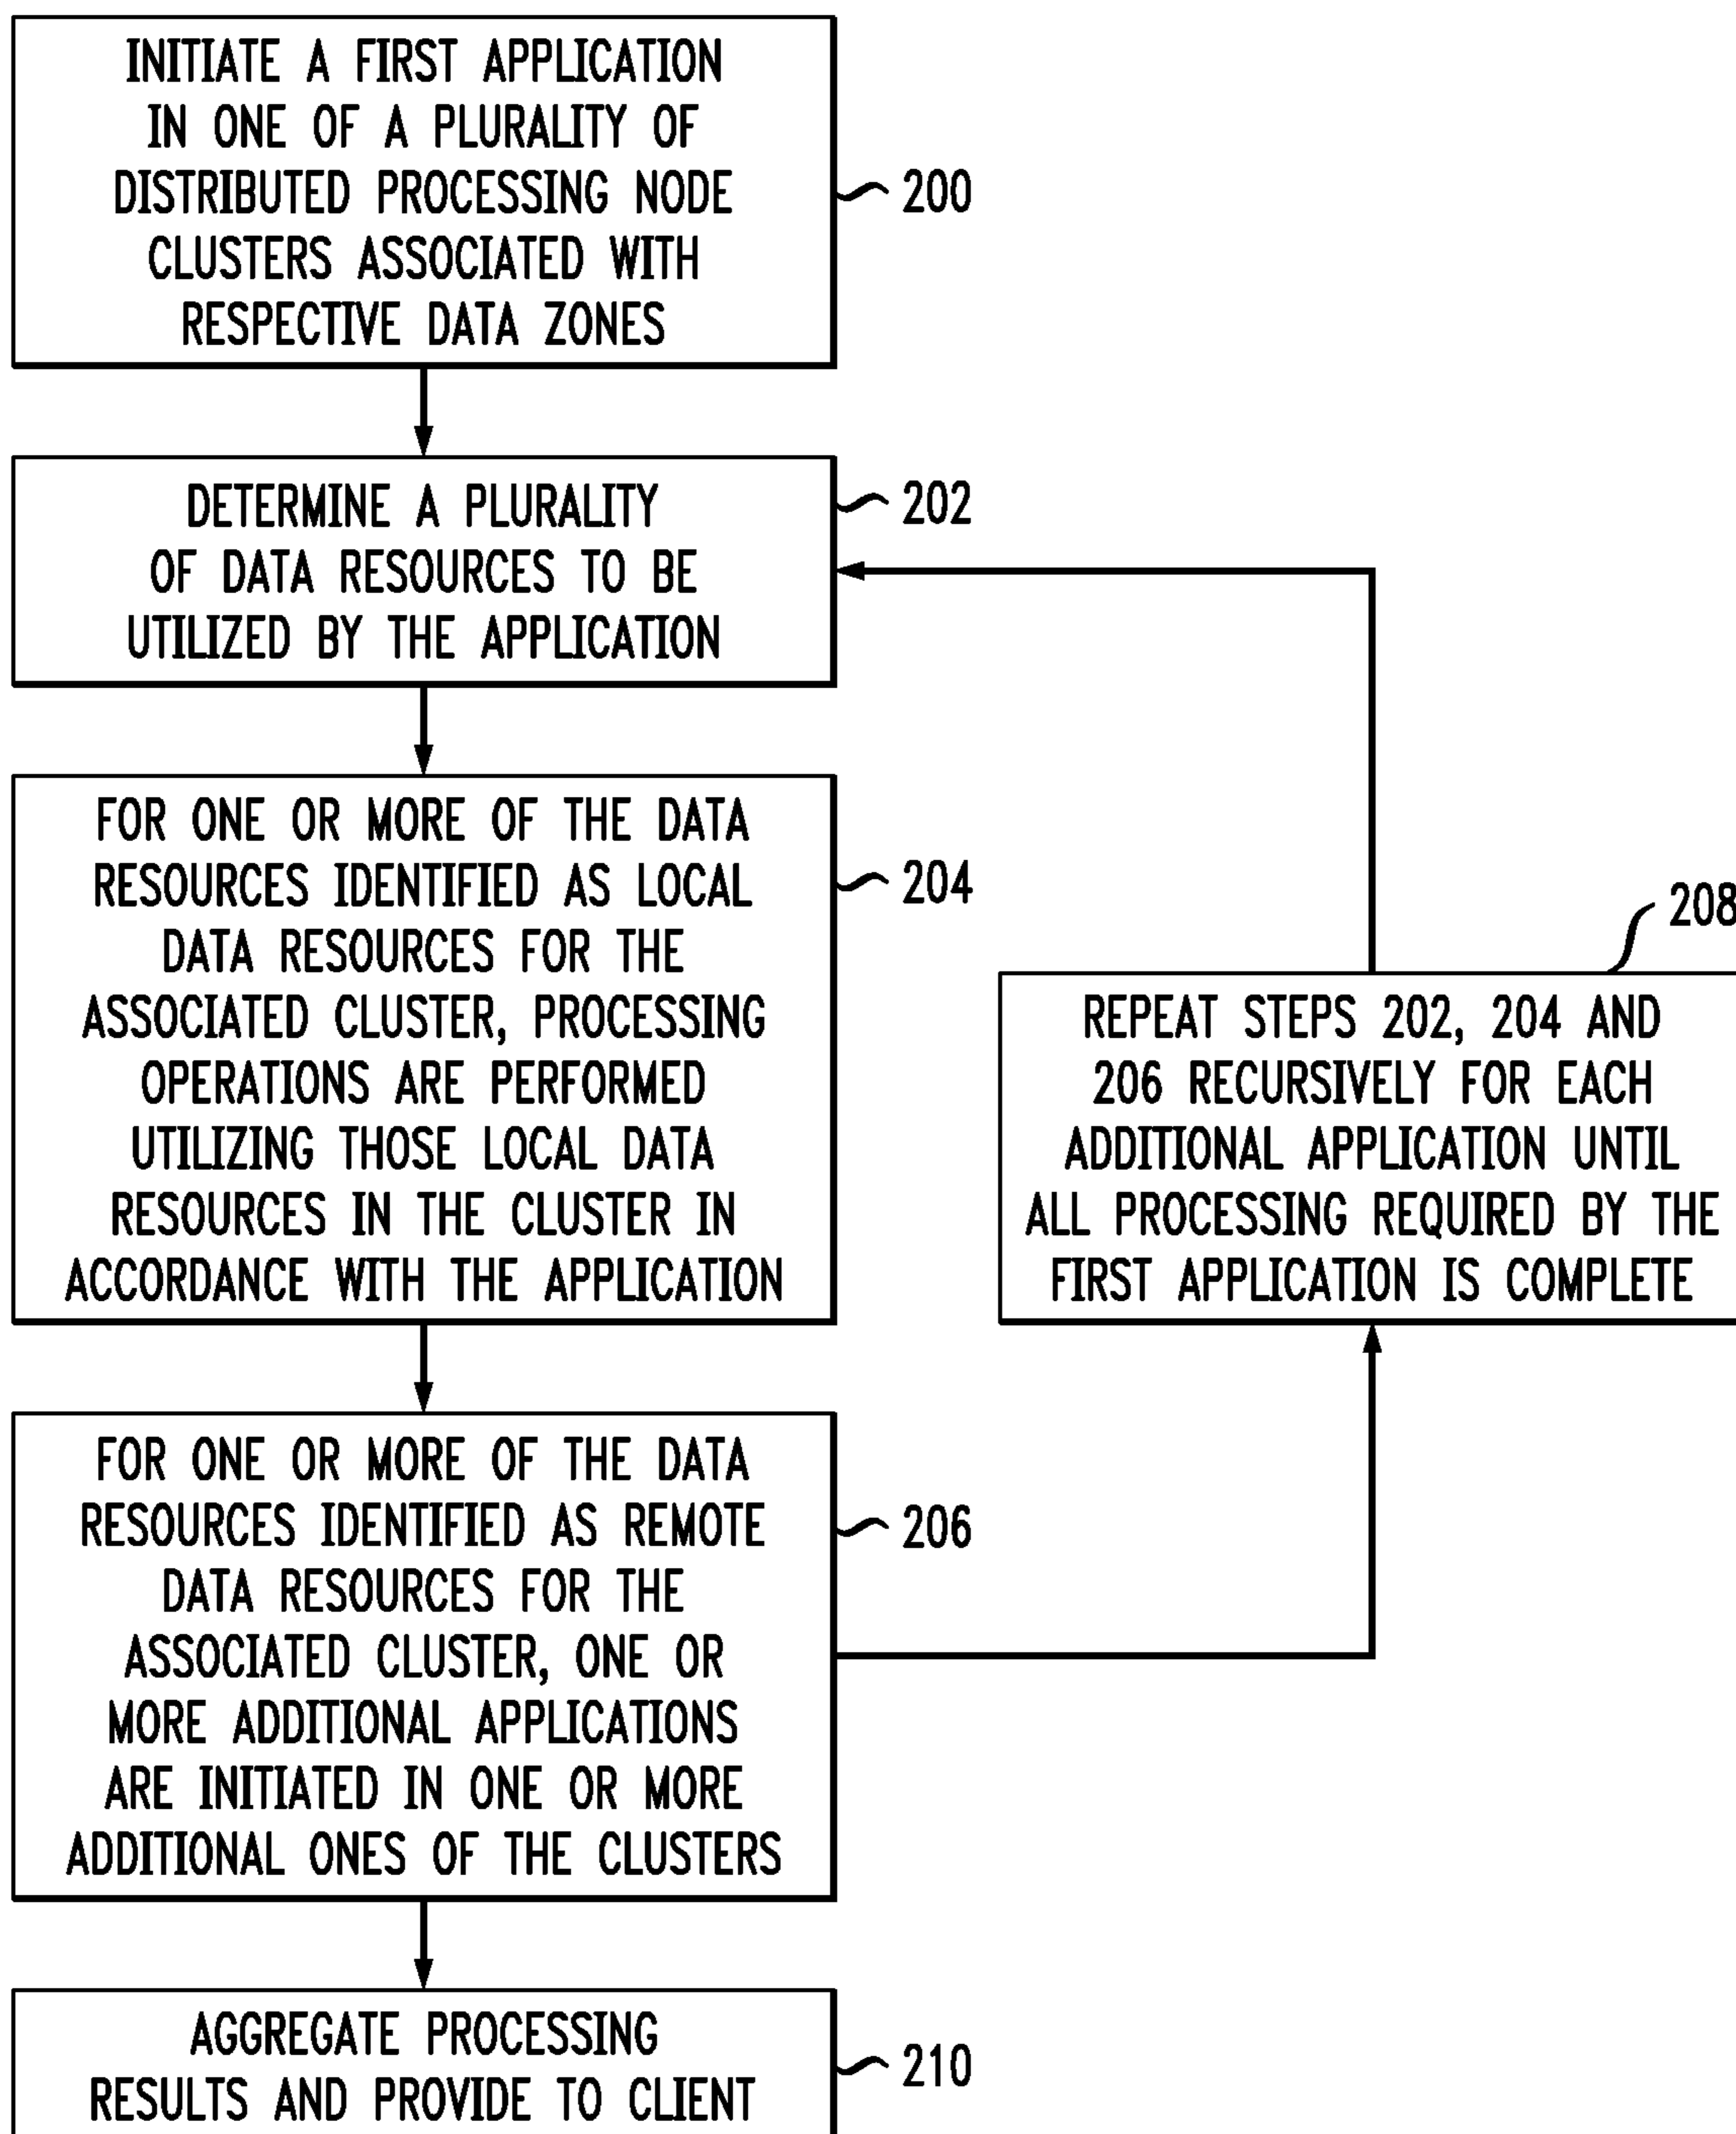 INITIATE A FIRST APPLICATION
IN ONE OF A PLURALITY OF
DISTRIBUTED PROCESSING NODE
CLUSTERS ASSOCIATED WITH
RESPECTIVE DATA ZONES
200
DETERMINE A PLURALITY
OF DATA RESOURCES TO BE
UTILIZED BY THE APPLICATION
202
FOR ONE OR MORE OF THE DATA
RESOURCES IDENTIFIED AS LOCAL
DATA RESOURCES FOR THE
ASSOCIATED CLUSTER, PROCESSING
OPERATIONS ARE PERFORMED
UTILIZING THOSE LOCAL DATA
RESOURCES IN THE CLUSTER IN
ACCORDANCE WITH THE APPLICATION
204
208
REPEAT STEPS 202, 204 AND
206 RECURSIVELY FOR EACH
ADDITIONAL APPLICATION UNTIL
ALL PROCESSING REQUIRED BY THE
FIRST APPLICATION IS COMPLETE
FOR ONE OR MORE OF THE DATA
RESOURCES IDENTIFIED AS REMOTE
DATA RESOURCES FOR THE
ASSOCIATED CLUSTER, ONE OR
MORE ADDITIONAL APPLICATIONS
ARE INITIATED IN ONE OR MORE
ADDITIONAL ONES OF THE CLUSTERS
206
AGGREGATE PROCESSING
RESULTS AND PROVIDE TO CLIENT
210